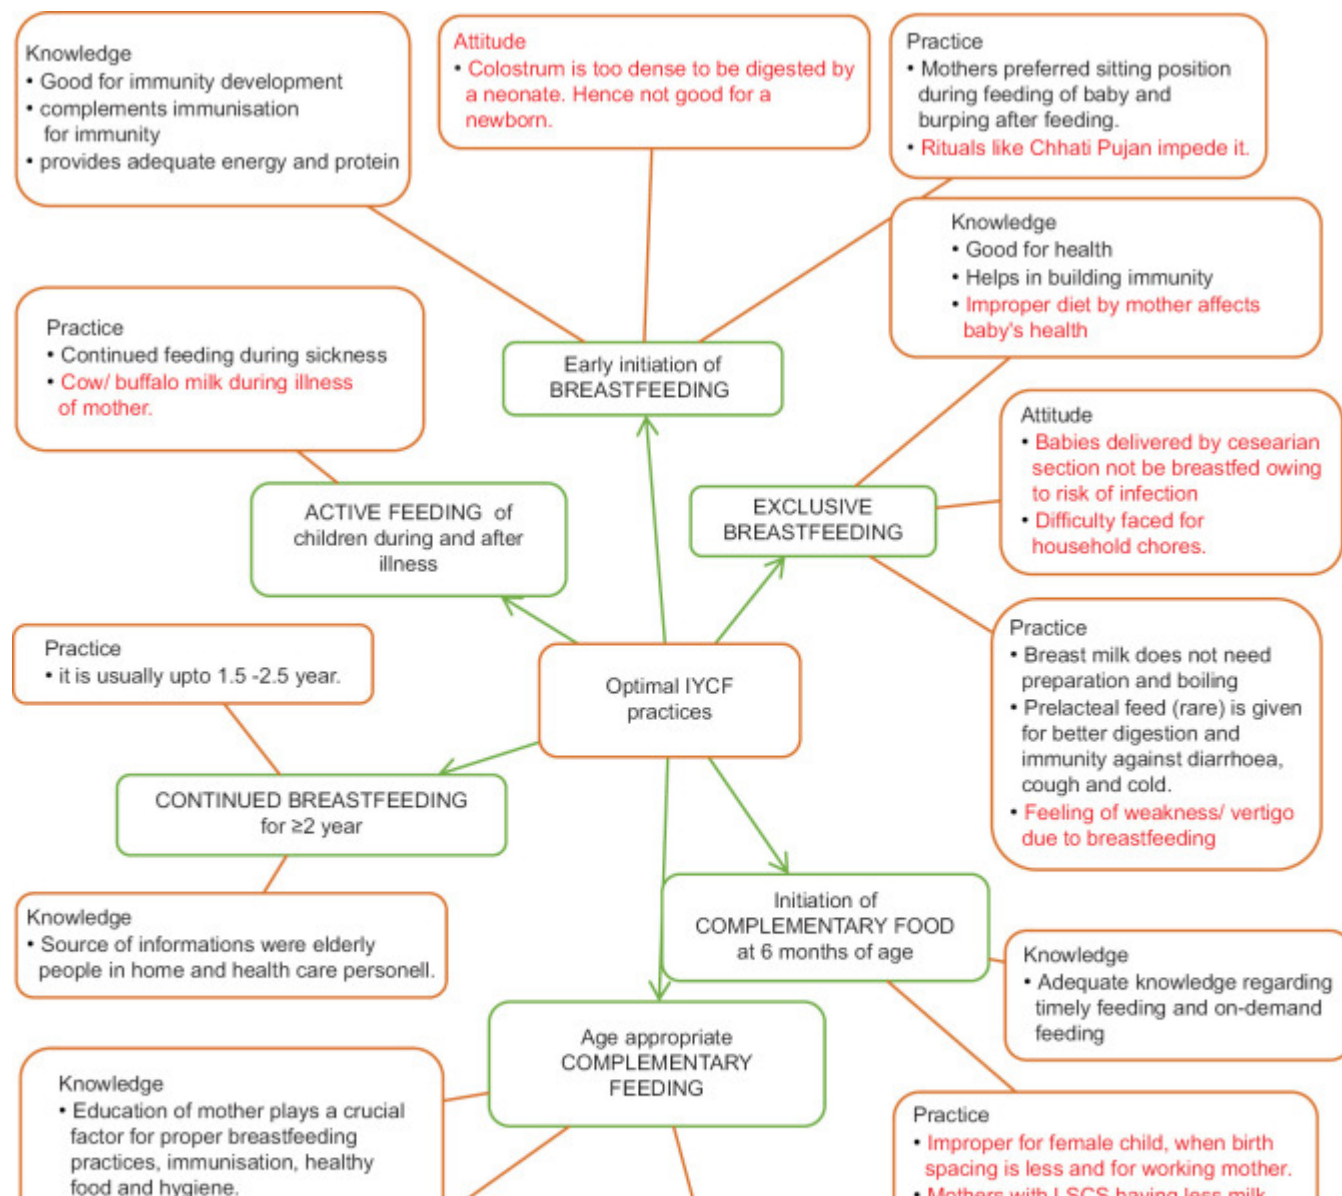 Knowledge
• Good for immunity development
• complements immunisation
for immunity
• provides adequate energy and protein
Attitude
• Colostrum is too dense to be digested by
a neonate. Hence not good for a
newborn.
Practice
• Mothers preferred sitting position
during feeding of baby and
burping after feeding.
• Rituals like Chhati Pujan impede it.
Knowledge
• Good for health
• Helps in building immunity
• Improper diet by mother affects
baby's health
Practice
• Continued feeding during sickness
• Cow/ buffalo milk during illness
of mother.
Early initiation of
BREASTFEEDING
Attitude
• Babies delivered by cesearian
section not be breastfed owing
to risk of infection
• Difficulty faced for
household chores.
ACTIVE FEEDING of
children during and after
illness
EXCLUSIVE
BREASTFEEDING
Practice
• it is usually upto 1.5 -2.5 year.
Optimal IYCF
practices
Practice
• Breast milk does not need
preparation and boiling
• Prelacteal feed (rare) is given
for better digestion and
immunity against diarrhoea,
cough and cold.
• Feeling of weakness/ vertigo
due to breastfeeding
CONTINUED BREASTFEEDING
for ≥2 year
Initiation of
COMPLEMENTARY FOOD
at 6 months of age
Knowledge
• Source of informations were elderly
people in home and health care personell.
Knowledge
• Adequate knowledge regarding
timely feeding and on-demand
feeding
Age appropriate
COMPLEMENTARY
FEEDING
Knowledge
• Education of mother plays a crucial
factor for proper breastfeeding
practices, immunisation, healthy
food and hygiene.
Practice
• Improper for female child, when birth
spacing is less and for working mother.
• Mothers with LSCS having less milk